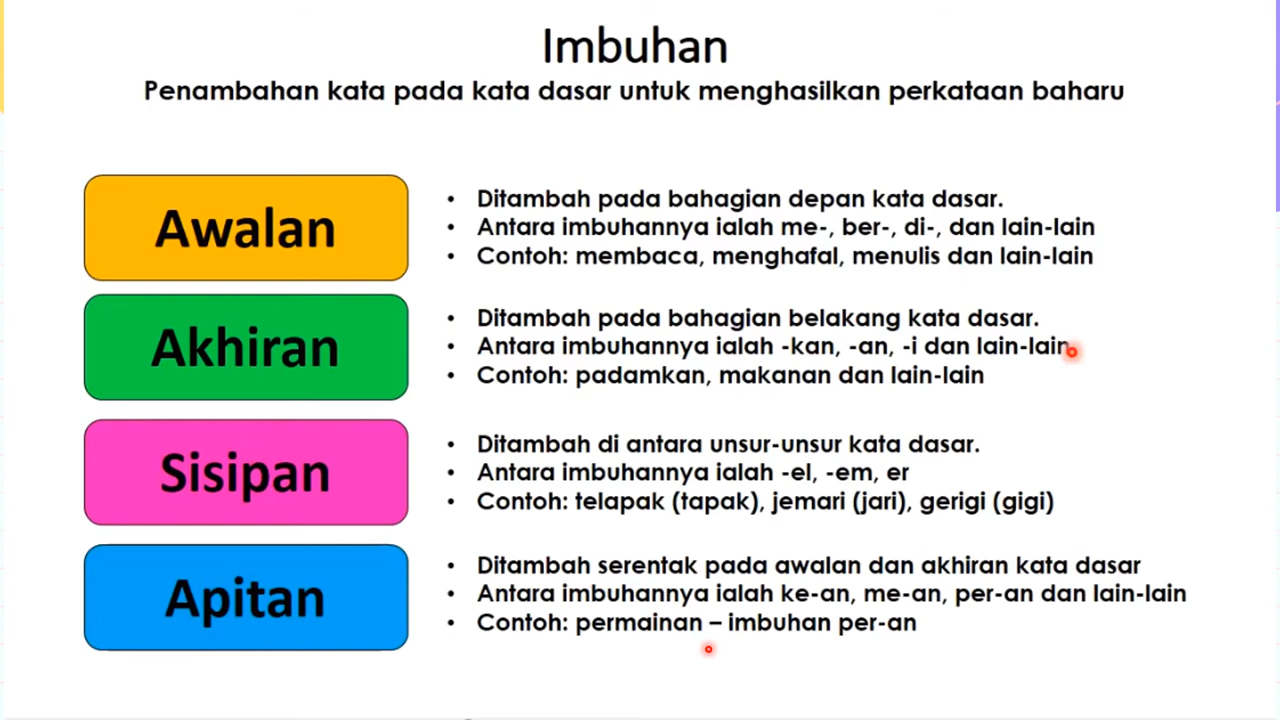 Imbuhan
Penambahan kata pada kata dasar untuk menghasilkan perkataan baharu
Awalan
• Ditambah pada bahagian depan kata dasar.
• Antara imbuhannya ialah me-, ber-, di-, dan lain-lain
• Contoh: membaca, menghafal, menulis dan lain-lain
Akhiran
• Ditambah pada bahagian belakang kata dasar.
• Antara imbuhannya ialah -kan, -an, -i dan lain-lain
• Contoh: padamkan, makanan dan lain-lain
Sisipan
• Ditambah di antara unsur-unsur kata dasar.
• Antara imbuhannya ialah -el, -em, er
• Contoh: telapak (tapak), jemari (jari), gerigi (gigi)
Apitan
• Ditambah serentak pada awalan dan akhiran kata dasar
• Antara imbuhannya ialah ke-an, me-an, per-an dan lain-lain
• Contoh: permainan – imbuhan per-an